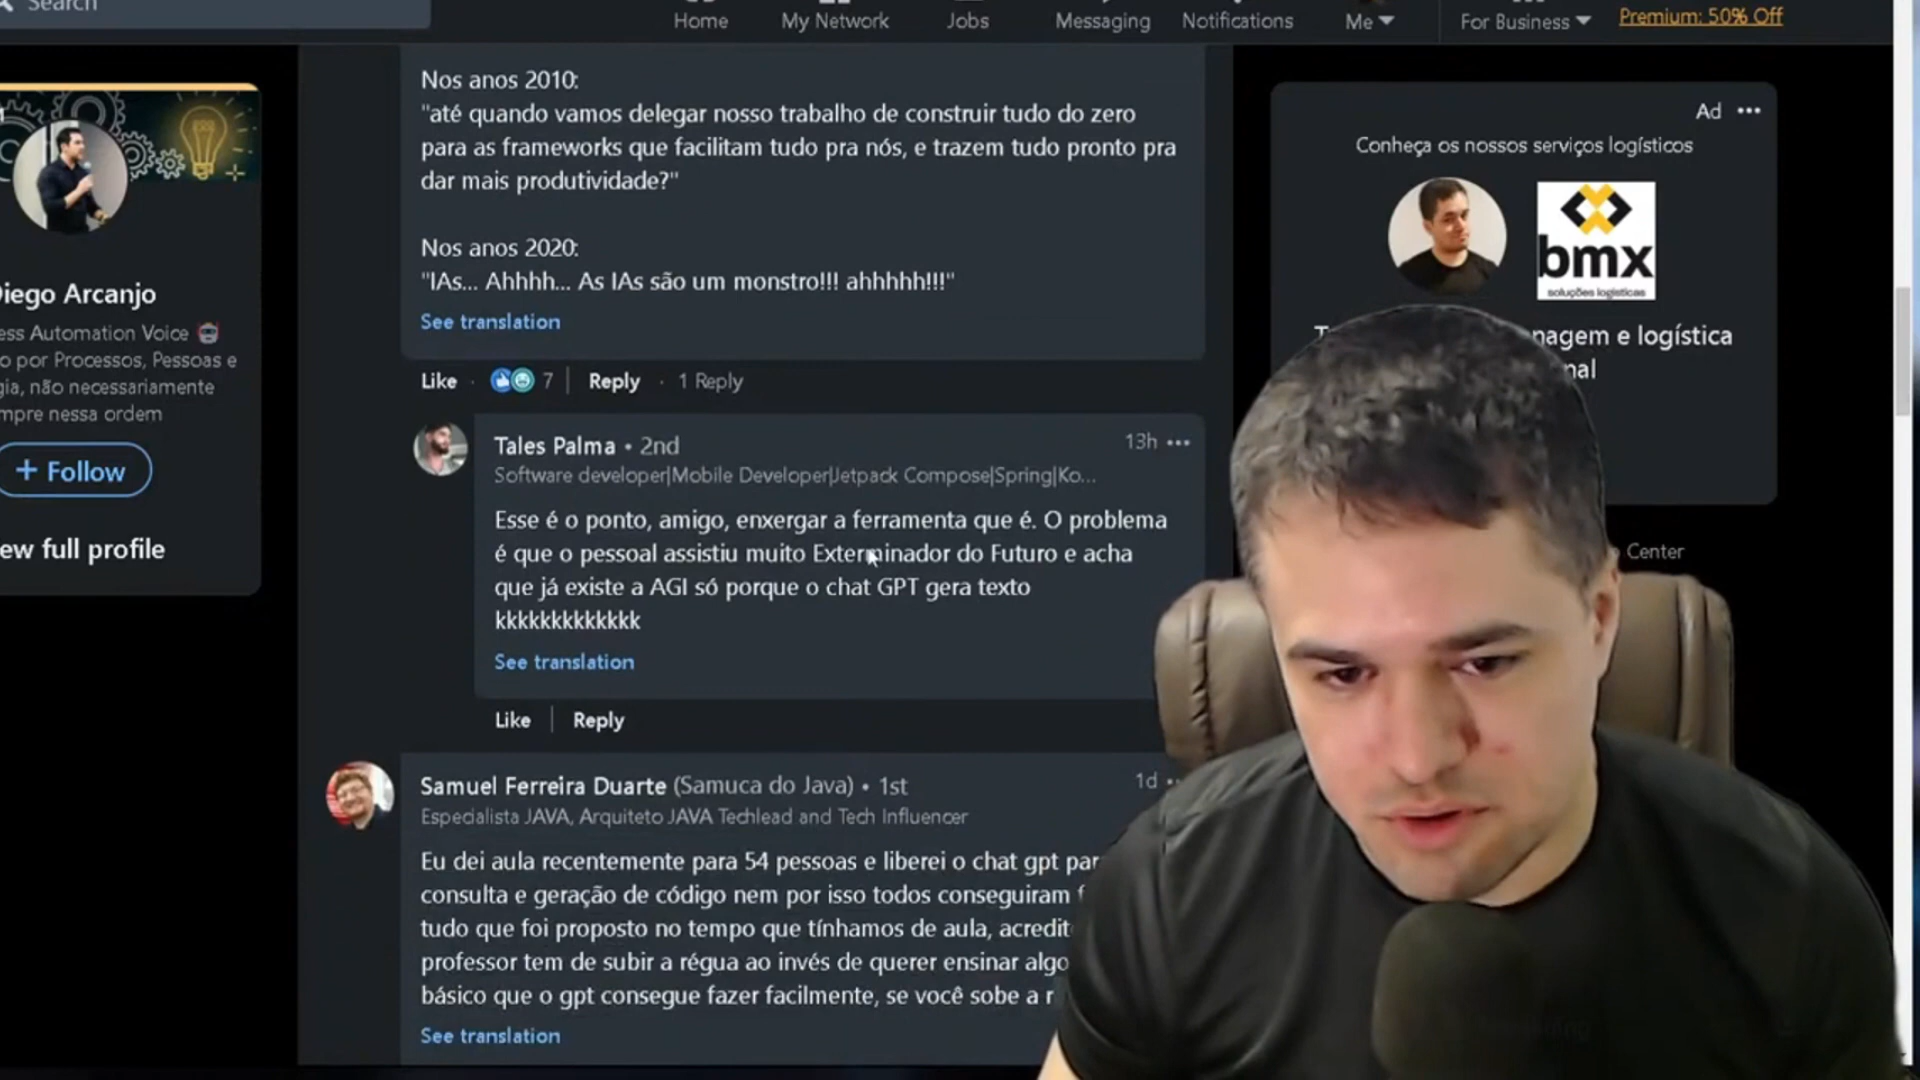 Search
Home
My Network
Jobs
Messaging
Notifications
Me
For Business
Premium: 50% Off
Diego Arcanjo
ess Automation Voice
o por Processos, Pessoas e
gia, não necessariamente
mpre nessa ordem
+ Follow
ew full profile
Nos anos 2010:
"até quando vamos delegar nosso trabalho de construir tudo do zero
para as frameworks que facilitam tudo pra nós, e trazem tudo pronto pra
dar mais produtividade?"
Nos anos 2020:
"IAs... Ahhhh... As IAs são um monstro!!! ahhhhh!!!"
See translation
Like
7
Reply
1 Reply
Tales Palma • 2nd
13h
Software developer|Mobile Developer|Jetpack Compose|Spring|Ko...
Esse é o ponto, amigo, enxergar a ferramenta que é. O problema
é que o pessoal assistiu muito Exterminador do Futuro e acha
que já existe a AGI só porque o chat GPT gera texto
kkkkkkkkkkkkk
See translation
Like
Reply
Samuel Ferreira Duarte (Samuca do Java) • 1st
1d
Especialista JAVA, Arquiteto JAVA Techlead and Tech Influencer
Eu dei aula recentemente para 54 pessoas e liberei o chat gpt par
consulta e geração de código nem por isso todos conseguiram f
tudo que foi proposto no tempo que tínhamos de aula, acredit
professor tem de subir a régua ao invés de querer ensinar algo
básico que o gpt consegue fazer facilmente, se você sobe a r
See translation
Ad
Conheça os nossos serviços logísticos
bmx
soluções logísticas
nagem e logística
nal
Center